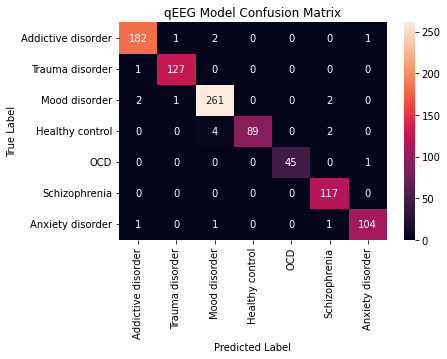 qEEG Model Confusion Matrix
True Label
Addictive disorder 182 1 2 0 0 0 1
Trauma disorder 1 127 0 0 0 0 0
Mood disorder 2 1 261 0 0 2 0
Healthy control 0 0 4 89 0 2 0
OCD 0 0 0 0 45 0 1
Schizophrenia 0 0 0 0 0 117 0
Anxiety disorder 1 0 1 0 0 1 104
Addictive disorder
Trauma disorder
Mood disorder
Healthy control
OCD
Schizophrenia
Anxiety disorder
Predicted Label
250
200
150
100
50
0